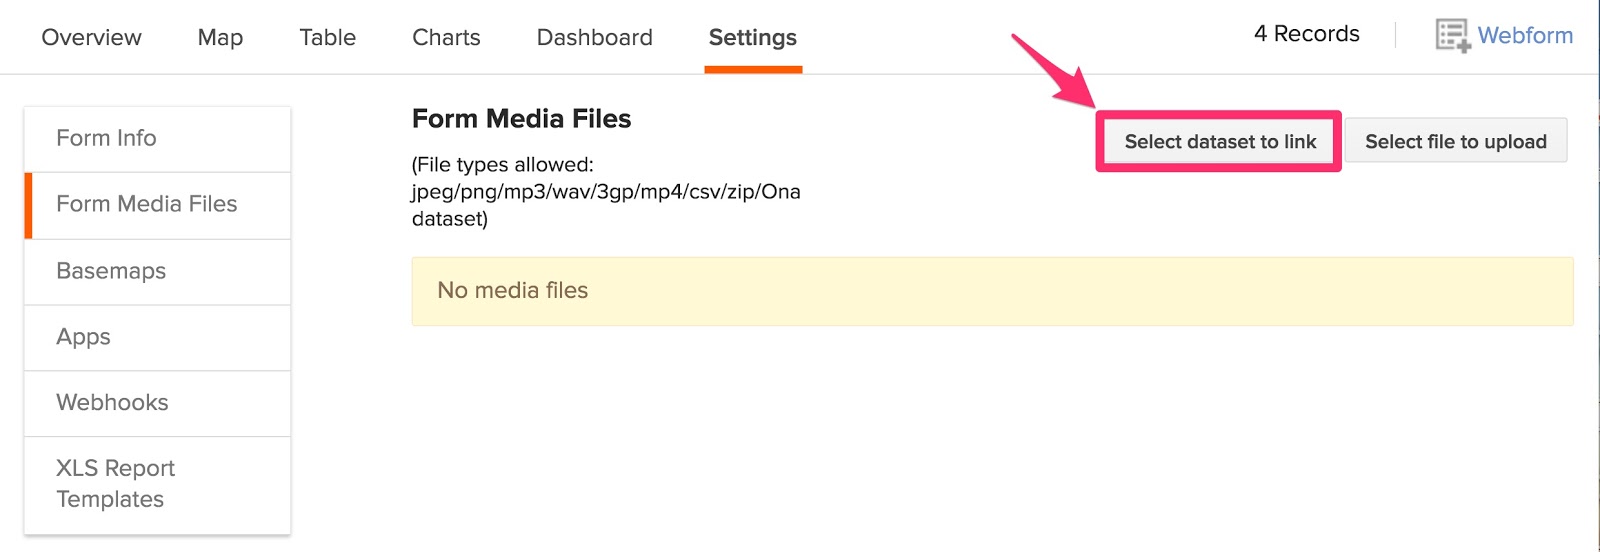 Overview Map Table Charts Dashboard Settings 4 Records Webform
Form Info
Form Media Files
Basemaps
Apps
Webhooks
XLS Report
Templates
Form Media Files
(File types allowed:
jpeg/png/mp3/wav/3gp/mp4/csv/zip/Ona
dataset)
Select dataset to link
Select file to upload
No media files